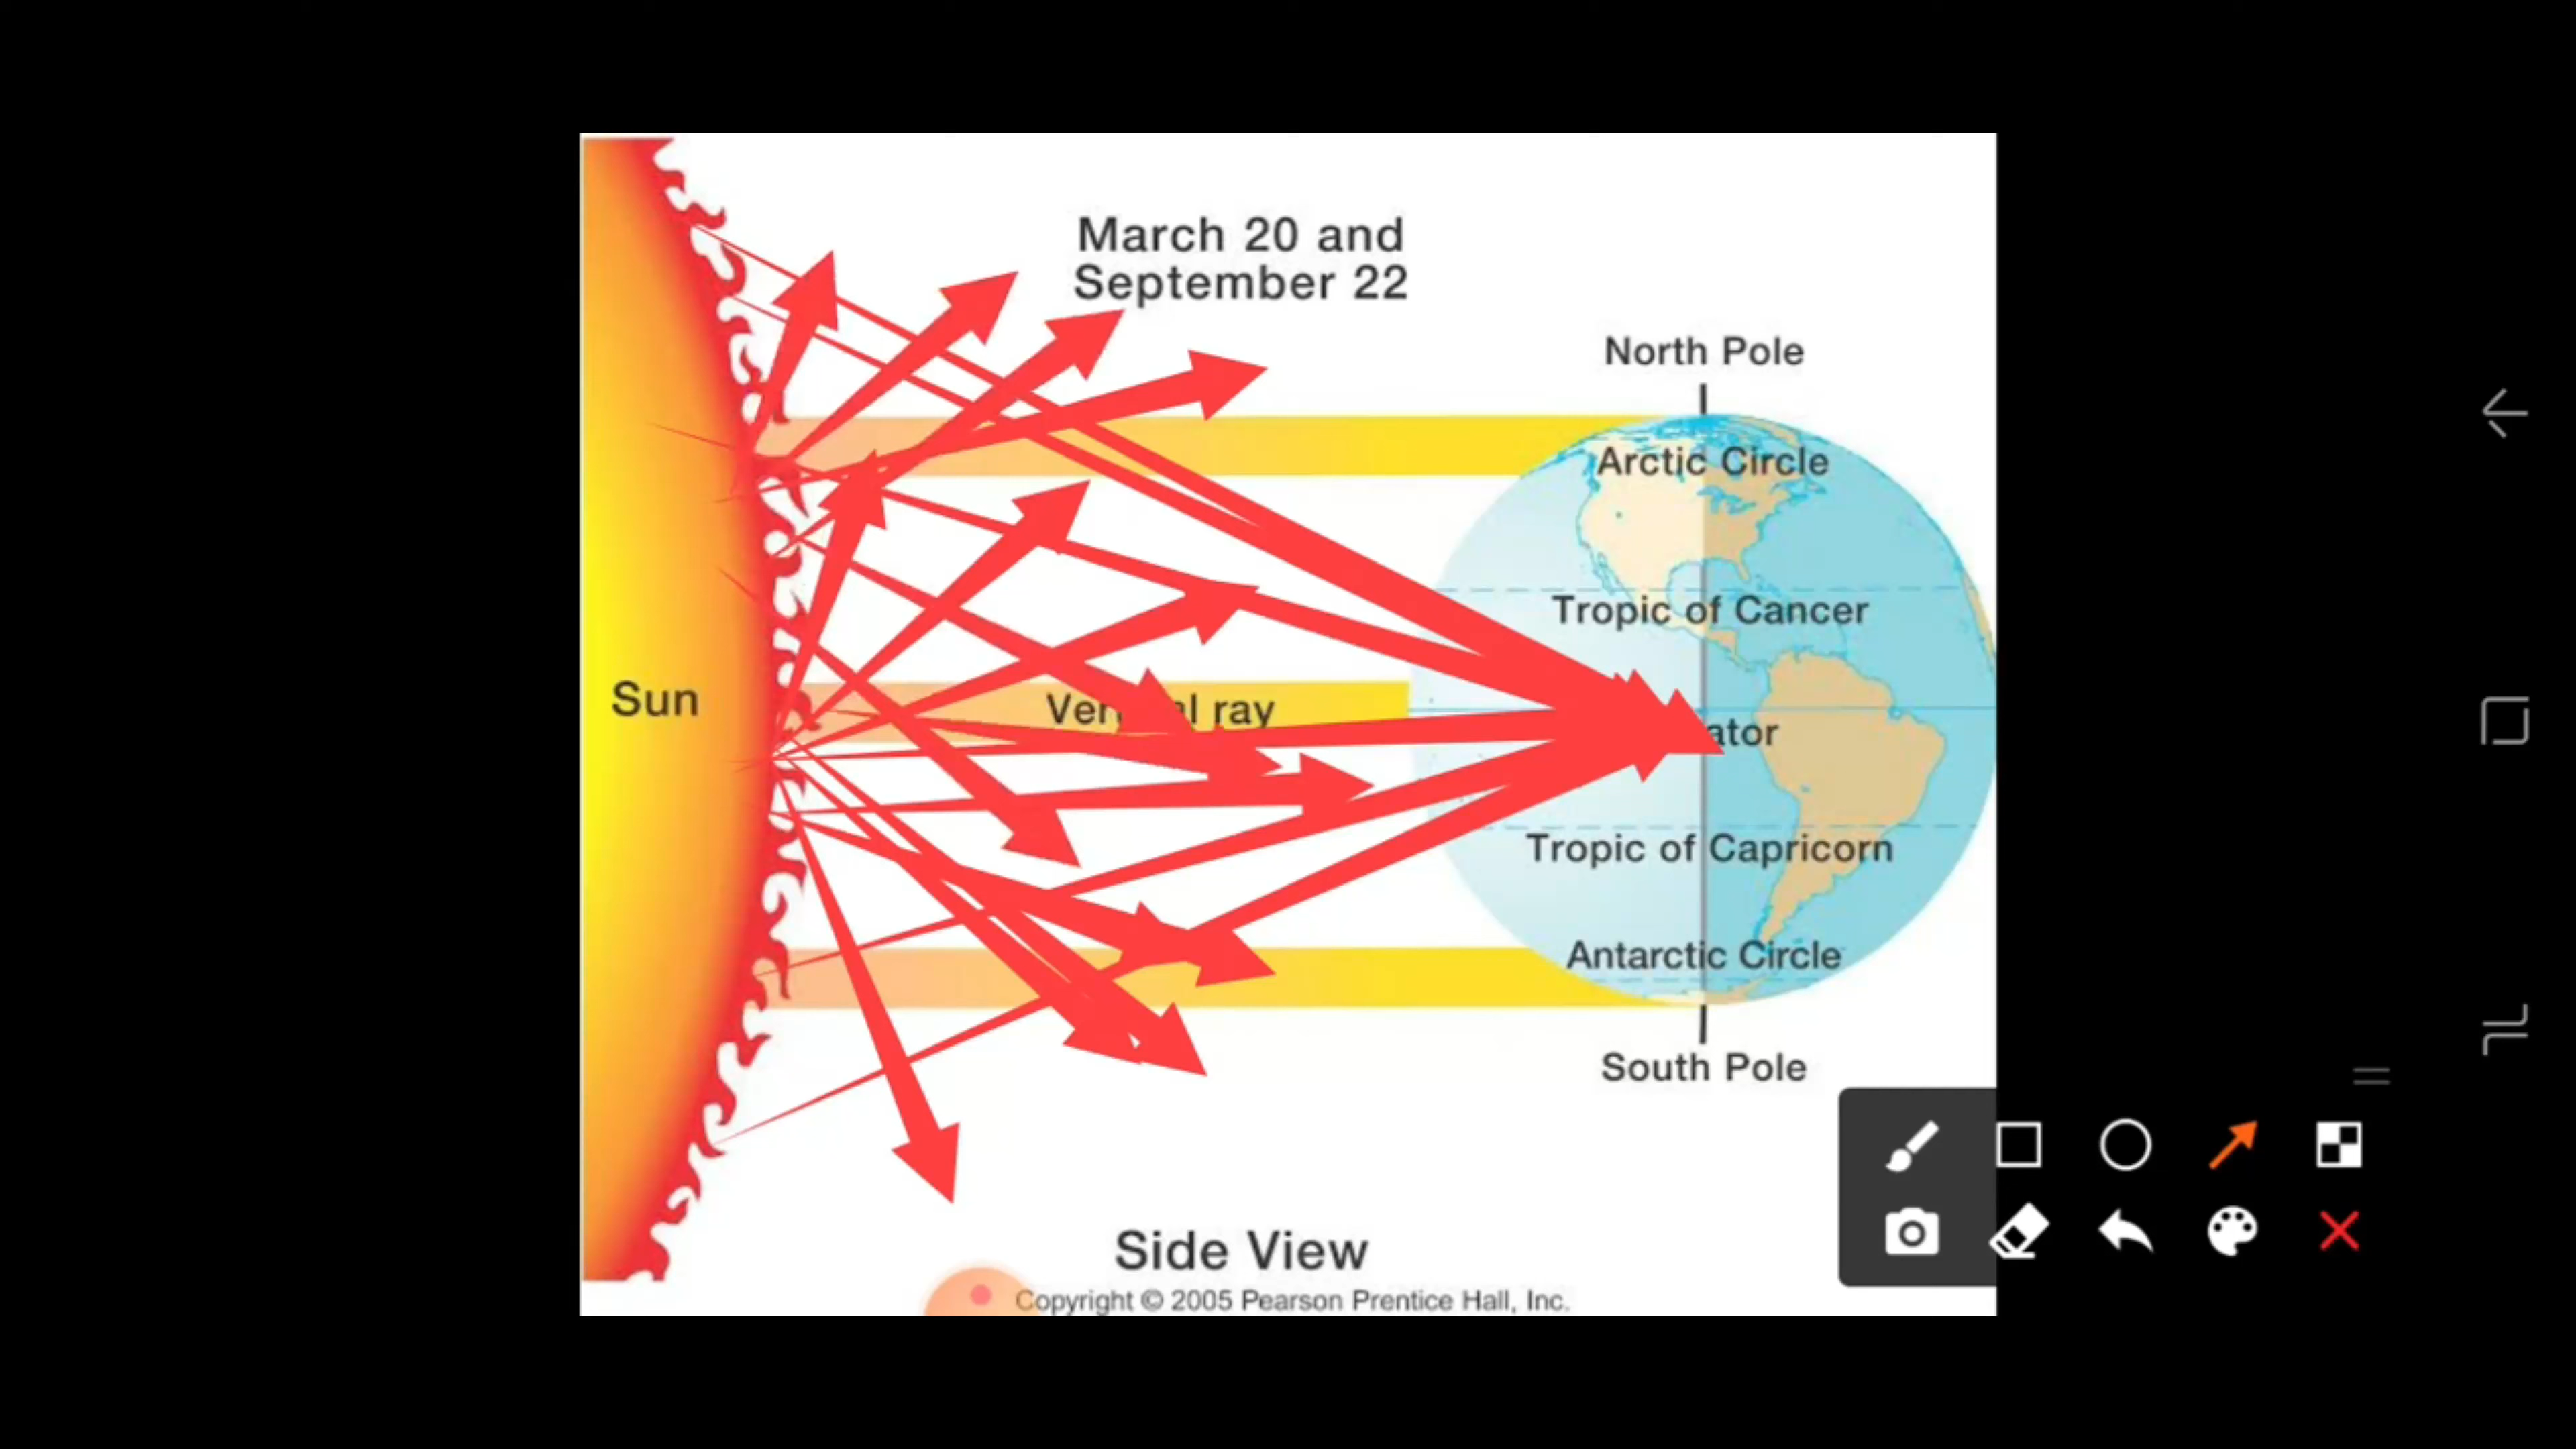 March 20 and
September 22
North Pole
Arctic Circle
Tropic of Cancer
Sun
ray
Tropic of Capricorn
Antarctic Circle
South Pole
Side View
Copyright © 2005 Pearson Prentice Hall, Inc.